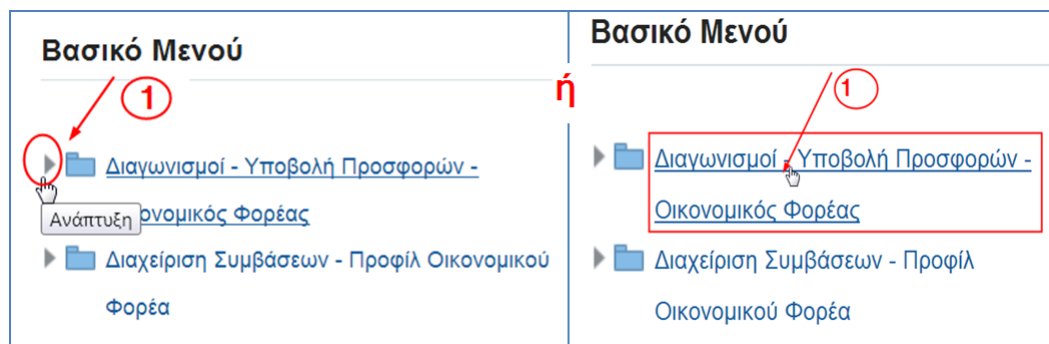 Βασικό Μενού
1
Διαγωνισμοί - Υποβολή Προσφορών -
Ανάπτυξη
ονομικός Φορέας
Διαχείριση Συμβάσεων - Προφίλ Οικονομικού
Φορέα
ή
Βασικό Μενού
1
Διαγωνισμοί - Υποβολή Προσφορών -
Οικονομικός Φορέας
Διαχείριση Συμβάσεων - Προφίλ
Οικονομικού Φορέα